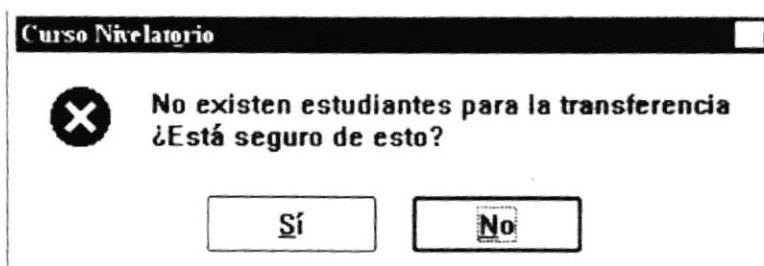 Curso Nivelatorio
No existen estudiantes para la transferencia
¿Está seguro de esto?
Sí
No